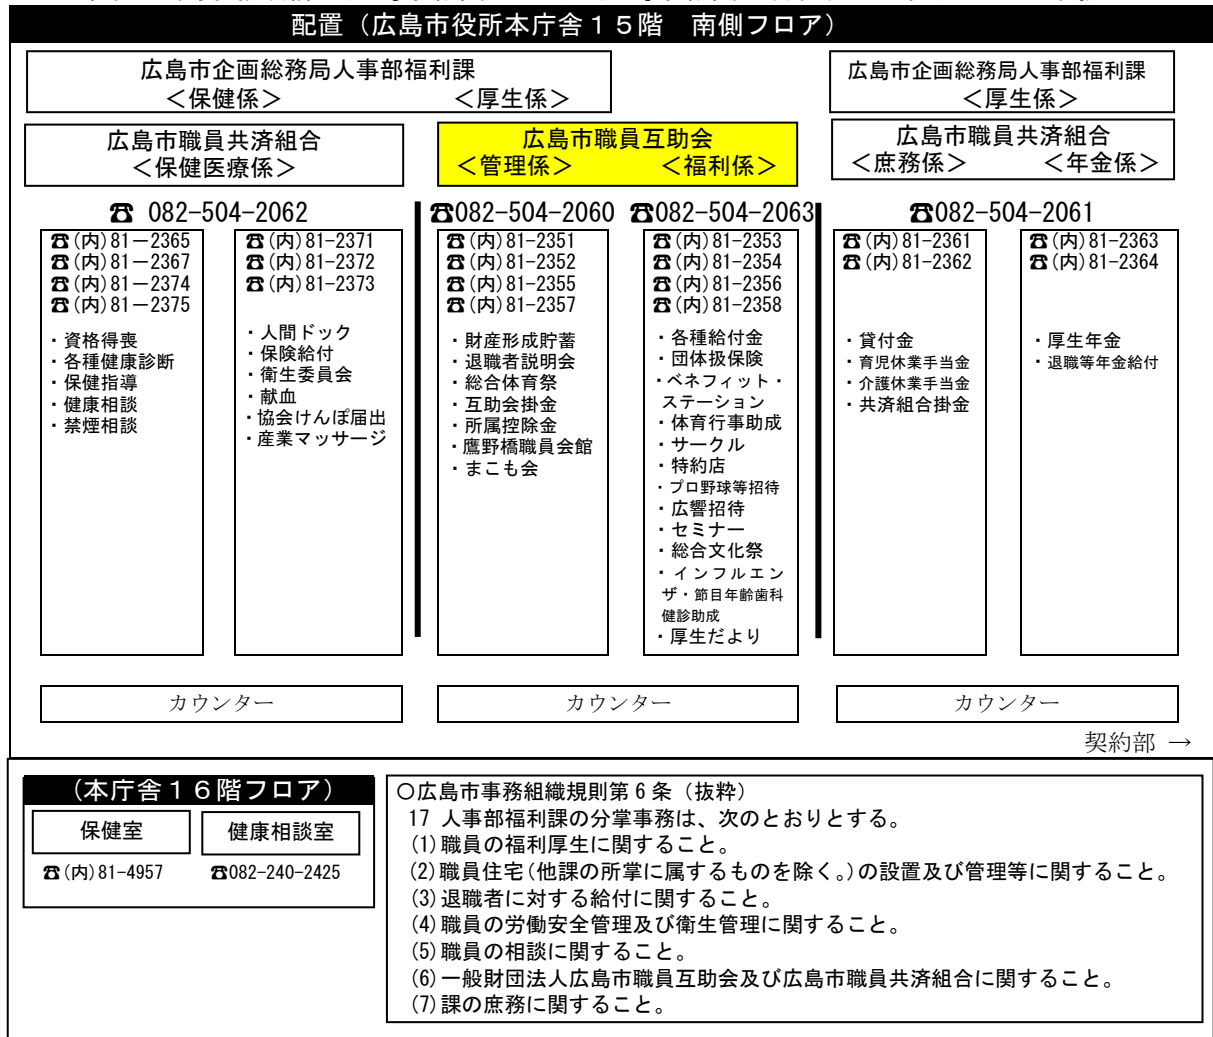 配置（広島市役所本庁舎１５階　南側フロア）
広島市企画総務局人事部福利課
＜保健係＞　＜厚生係＞
広島市企画総務局人事部福利課
＜厚生係＞
広島市職員共済組合
＜保健医療係＞
広島市職員互助会
＜管理係＞　＜福利係＞
広島市職員共済組合
＜庶務係＞　＜年金係＞
☎ 082-504-2062
☎(内)81－2365
☎(内)81－2367
☎(内)81－2374
☎(内)81－2375
・資格得喪
・各種健康診断
・保健指導
・健康相談
・禁煙相談
☎(内)81-2371
☎(内)81-2372
☎(内)81-2373
・人間ドック
・保険給付
・衛生委員会
・献血
・協会けんぽ届出
・産業マッサージ
☎082-504-2060
☎(内)81-2351
☎(内)81-2352
☎(内)81-2355
☎(内)81-2357
・財産形成貯蓄
・退職者説明会
・総合体育祭
・互助会掛金
・所属控除金
・鷹野橋職員会館
・まこも会
☎082-504-2063
☎(内)81-2353
☎(内)81-2354
☎(内)81-2356
☎(内)81-2358
・各種給付金
・団体扱保険
・ベネフィット・
ステーション
・体育行事助成
・サークル
・特約店
・プロ野球等招待
・広響招待
・セミナー
・総合文化祭
・インフルエン
ザ・節目年齢歯科
健診助成
・厚生だより
☎082-504-2061
☎(内)81-2361
☎(内)81-2362
・貸付金
・育児休業手当金
・介護休業手当金
・共済組合掛金
☎(内)81-2363
☎(内)81-2364
・厚生年金
・退職等年金給付
カウンター
カウンター
カウンター
契約部 →
（本庁舎１６階フロア）
保健室
健康相談室
☎(内)81-4957
☎082-240-2425
〇広島市事務組織規則第６条（抜粋）
17 人事部福利課の分掌事務は、次のとおりとする。
(1)職員の福利厚生に関すること。
(2)職員住宅(他課の所掌に属するものを除く。)の設置及び管理等に関すること。
(3)退職者に対する給付に関すること。
(4)職員の労働安全管理及び衛生管理に関すること。
(5)職員の相談に関すること。
(6)一般財団法人広島市職員互助会及び広島市職員共済組合に関すること。
(7)課の庶務に関すること。